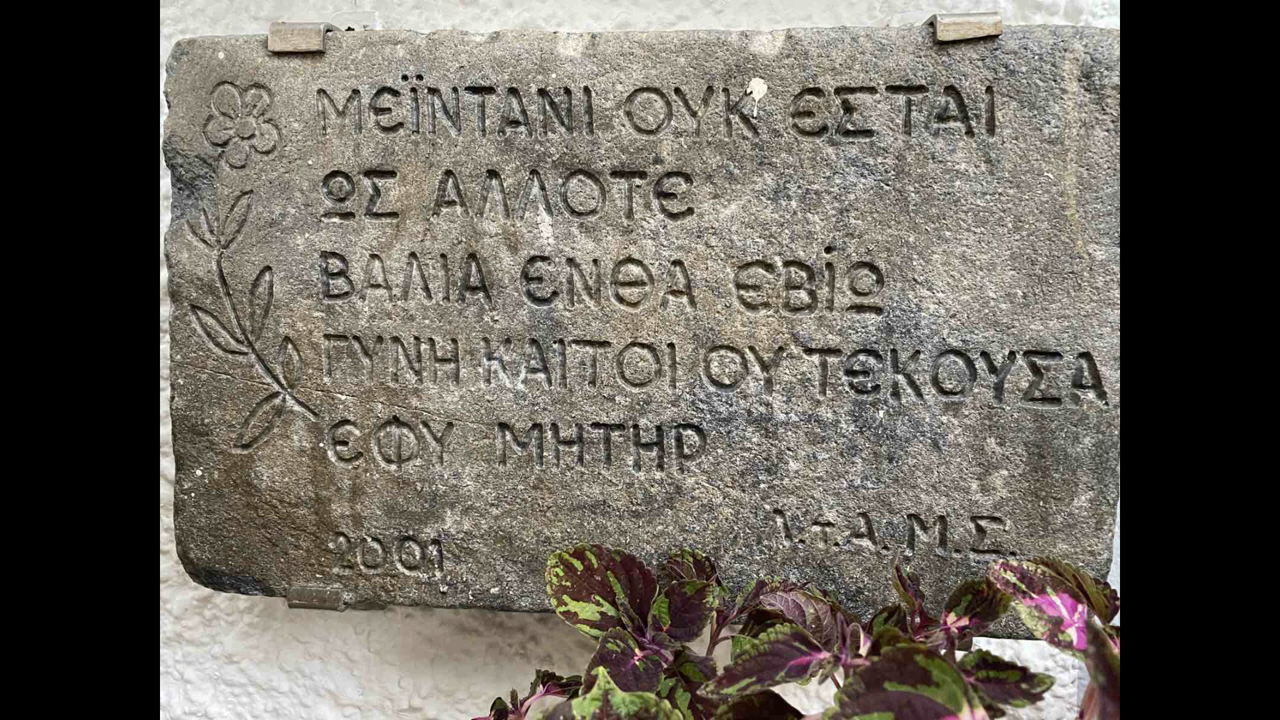 ΜΕΪΝΤΑΝΙ ΟΥΚ ΕΣΤΑΙ
ΩΣ ΑΛΛΟΤΕ
ΒΑΛΙΑ ΕΝΘΑ ΕΒΙΩ
ΓΥΝΗ ΚΑΙΤΟΙ ΟΥ ΤΕΚΟΥΣΑ
ΕΦΥ ΜΗΤΗΡ
2001 Λ.τ.Α. Μ.Σ.